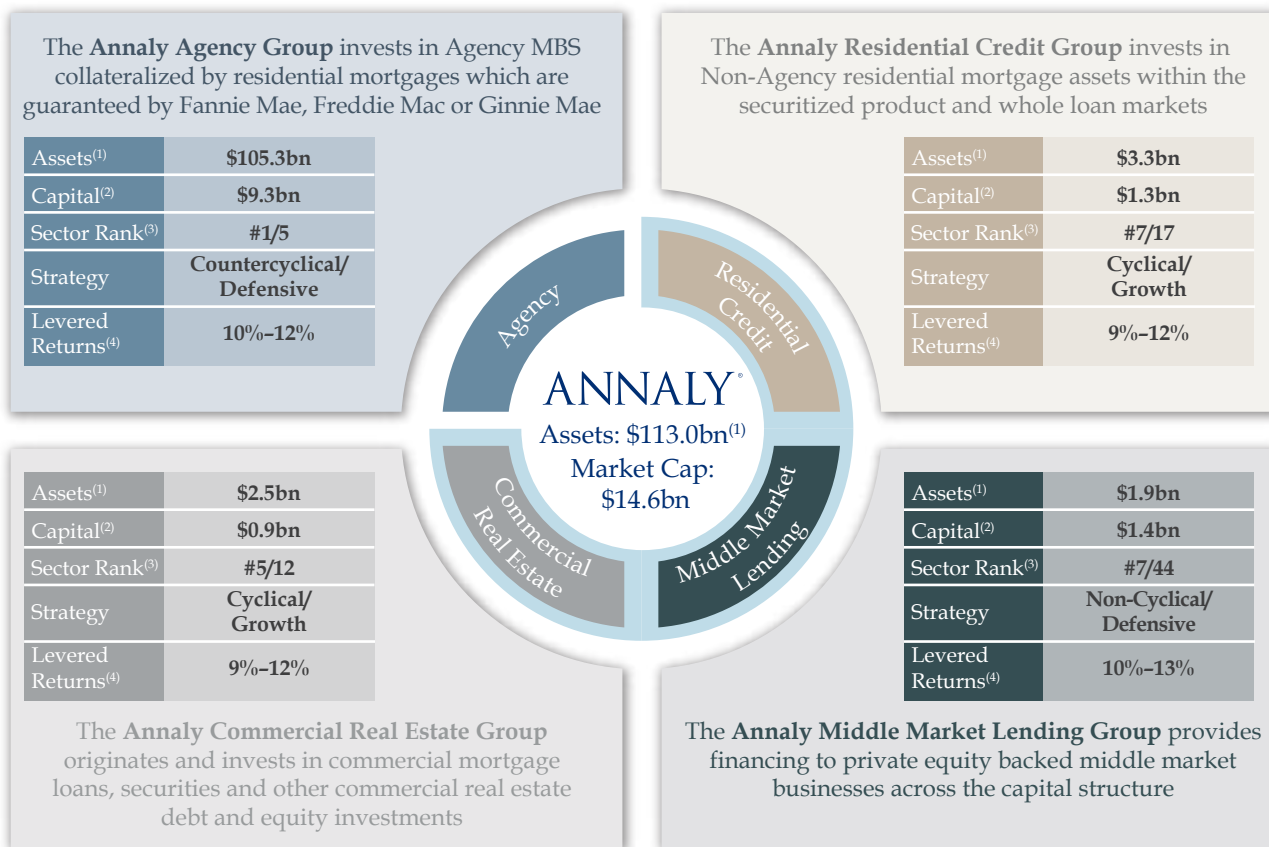 The Annaly Agency Group invests in Agency MBS
collateralized by residential mortgages which are
guaranteed by Fannie Mae, Freddie Mac or Ginnie Mae
Assets(1) $105.3bn
Capital(2) $9.3bn
Sector Rank(3) #1/5
Strategy Countercyclical/
Defensive
Levered
Returns(4) 10%–12%
The Annaly Residential Credit Group invests in
Non-Agency residential mortgage assets within the
securitized product and whole loan markets
Assets(1) $3.3bn
Capital(2) $1.3bn
Sector Rank(3) #7/17
Strategy Cyclical/
Growth
Levered
Returns(4) 9%–12%
Agency
Residential
Credit
ANNALY®
Assets: $113.0bn(1)
Market Cap:
$14.6bn
Commercial
Real Estate
Middle Market
Lending
Assets(1) $2.5bn
Capital(2) $0.9bn
Sector Rank(3) #5/12
Strategy Cyclical/
Growth
Levered
Returns(4) 9%–12%
The Annaly Commercial Real Estate Group
originates and invests in commercial mortgage
loans, securities and other commercial real estate
debt and equity investments
Assets(1) $1.9bn
Capital(2) $1.4bn
Sector Rank(3) #7/44
Strategy Non-Cyclical/
Defensive
Levered
Returns(4) 10%–13%
The Annaly Middle Market Lending Group provides
financing to private equity backed middle market
businesses across the capital structure